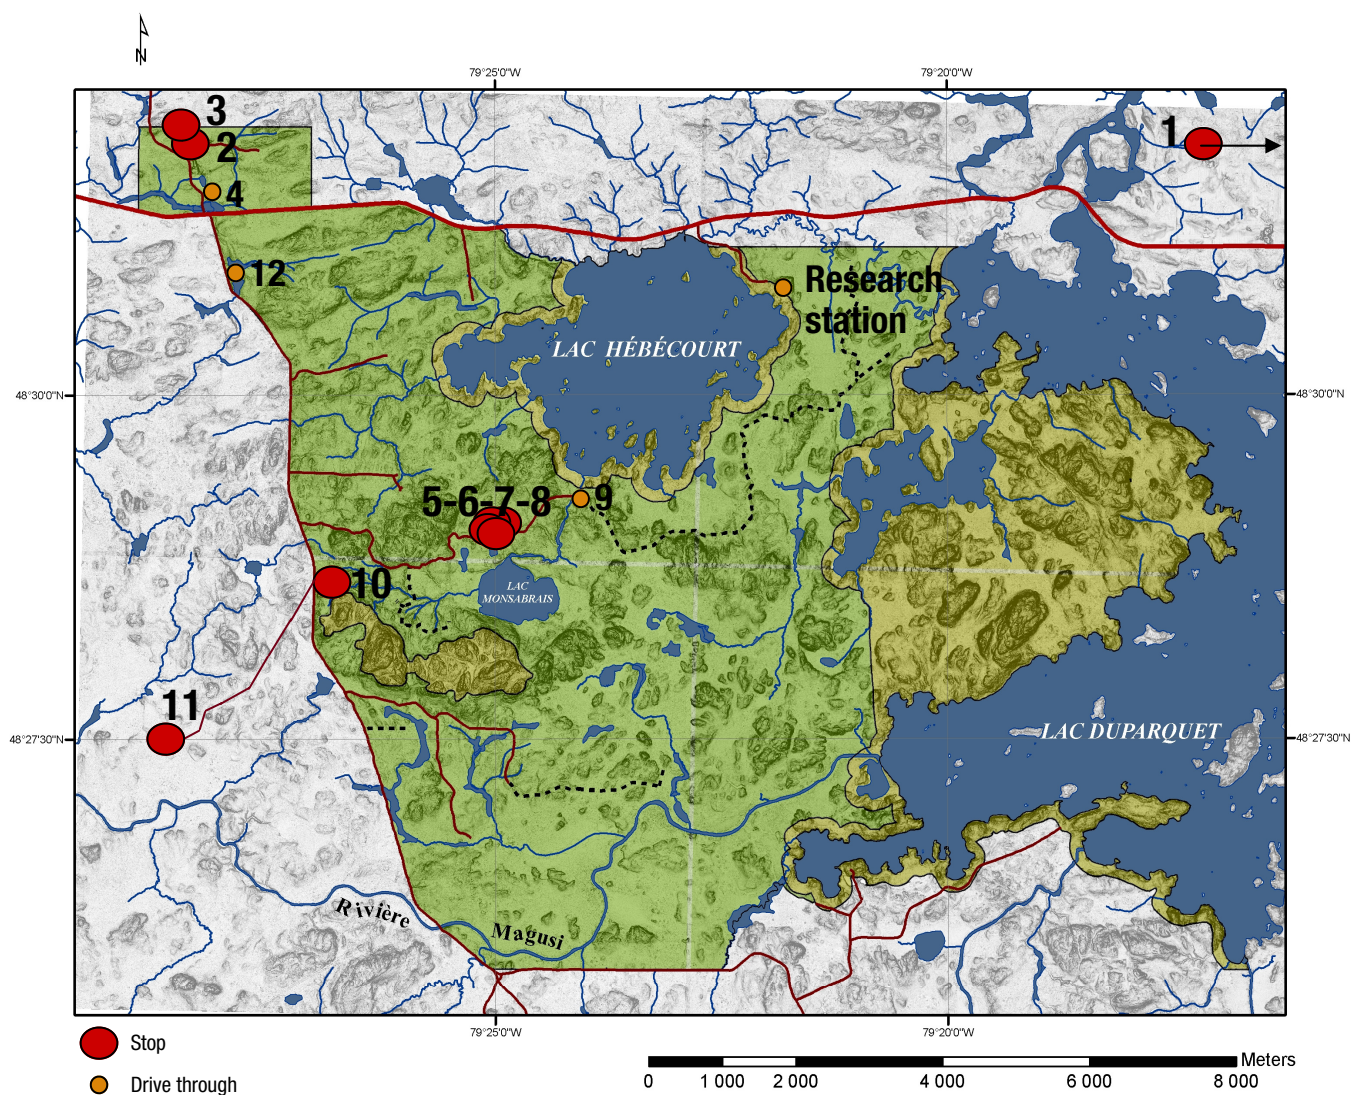 N
79°25'0"W
79°20'0"W
3
2
1
4
12
Research
station
LAC HÉBÉCOURT
48°30'0"N
48°30'0"N
5-6-7-8
9
10
LAC
MONSABRAIS
11
LAC DUPARQUET
48°27'30"N
48°27'30"N
Rivière
Magusi
79°25'0"W
79°20'0"W
Stop
Drive through
Meters
0 1 000 2 000 4 000 6 000 8 000